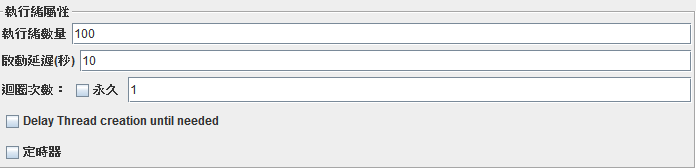 執行緒屬性
執行緒數量 100
啟動延遲(秒) 10
迴圈次數： 永久 1
Delay Thread creation until needed
定時器